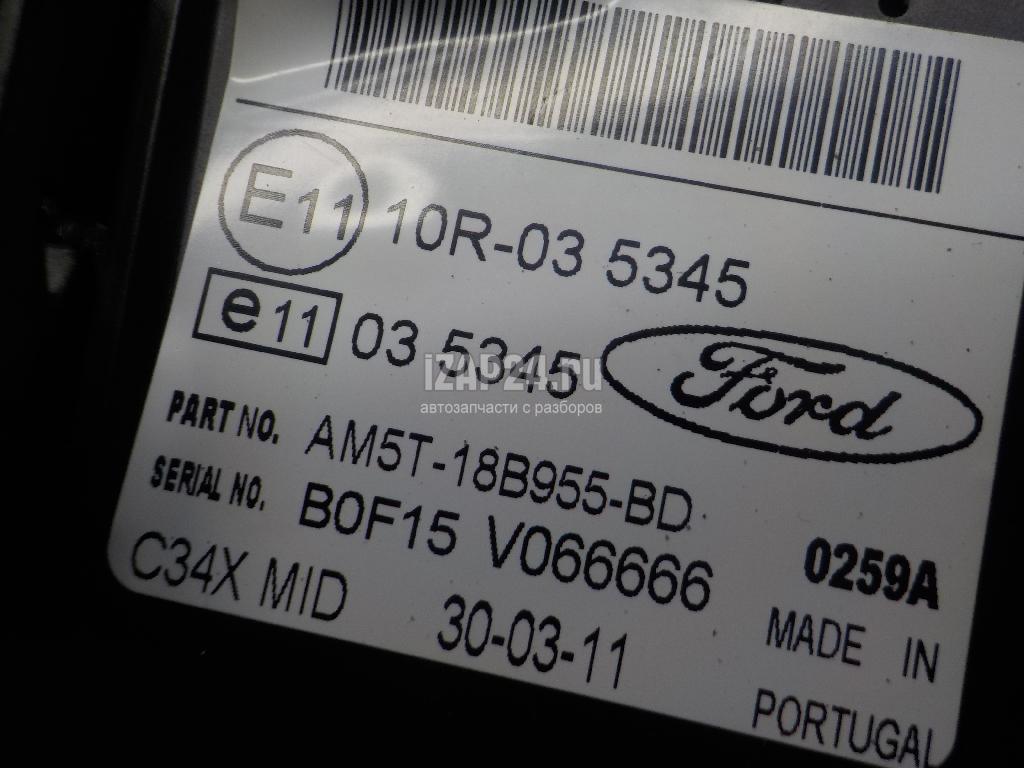 E11 10R-03 5345
e11 03 5345
Ford
iZAP24.ru
автозапчасти с разборов
PART NO. AM5T-18B955-BD
SERIAL NO. B0F15 V066666
0259A
C34X MID 30-03-11
MADE IN
PORTUGAL